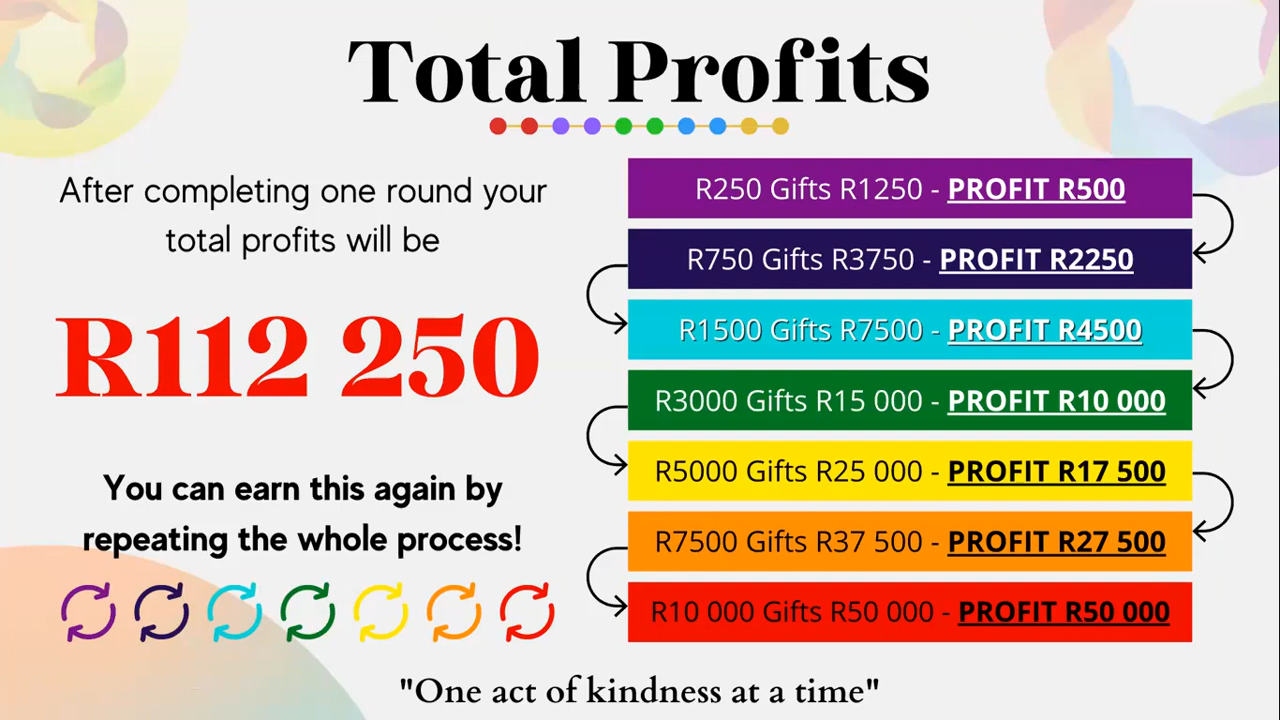 Total Profits
After completing one round your
total profits will be
R112 250
You can earn this again by
repeating the whole process!
R250 Gifts R1250 - PROFIT R500
R750 Gifts R3750 - PROFIT R2250
R1500 Gifts R7500 - PROFIT R4500
R3000 Gifts R15 000 - PROFIT R10 000
R5000 Gifts R25 000 - PROFIT R17 500
R7500 Gifts R37 500 - PROFIT R27 500
R10 000 Gifts R50 000 - PROFIT R50 000
"One act of kindness at a time"